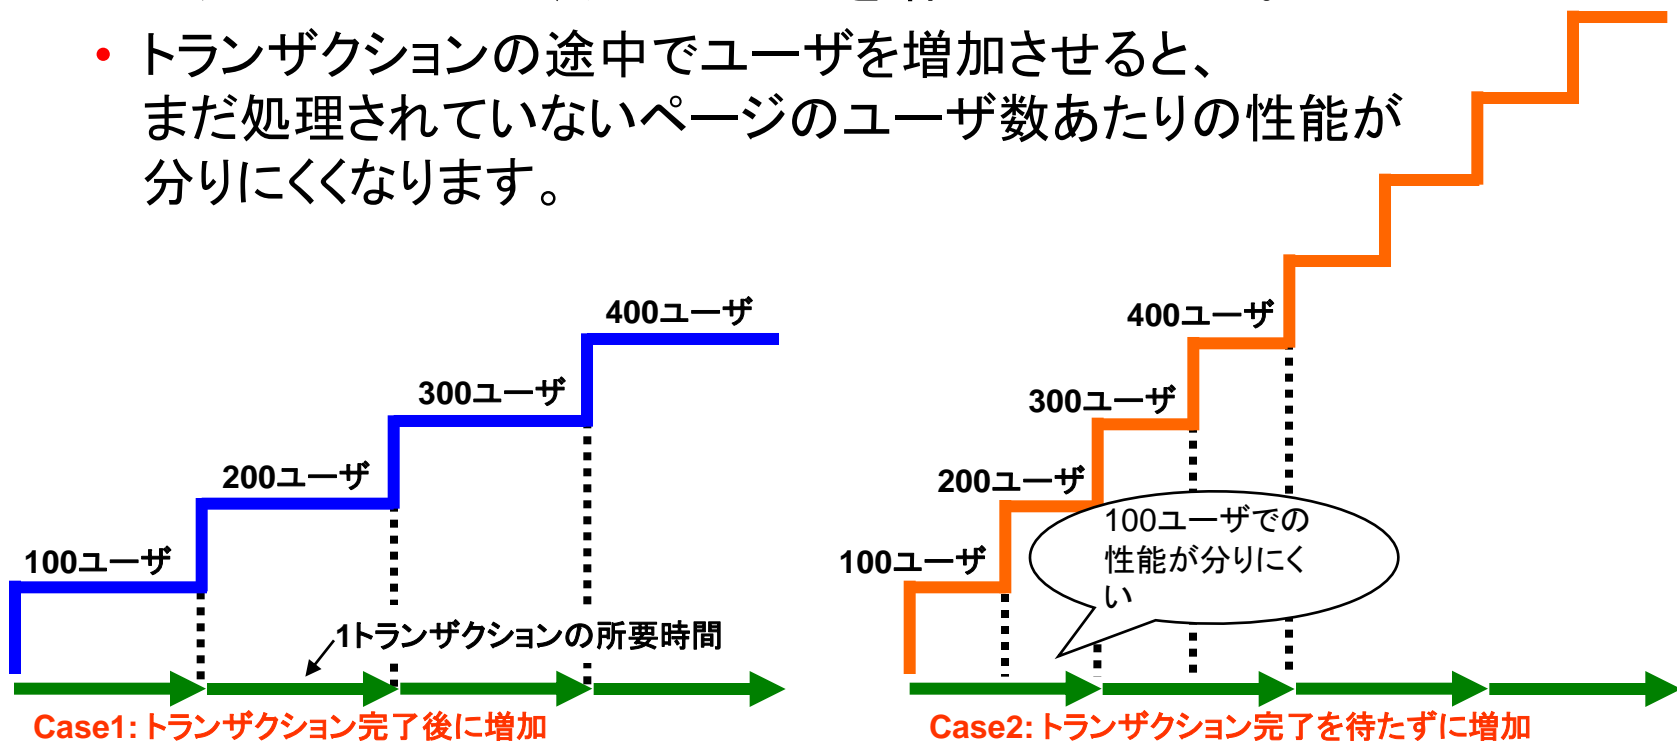 • トランザクションの途中でユーザを増加させると、
まだ処理されていないページのユーザ数あたりの性能が
分りにくくなります。
400ユーザ
300ユーザ
200ユーザ
100ユーザ
1トランザクションの所要時間
Case1: トランザクション完了後に増加
400ユーザ
300ユーザ
200ユーザ
100ユーザ
100ユーザでの
性能が分りにく
い
Case2: トランザクション完了を待たずに増加